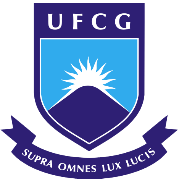 UFCG
SUPRA OMNES LUX LUCIS